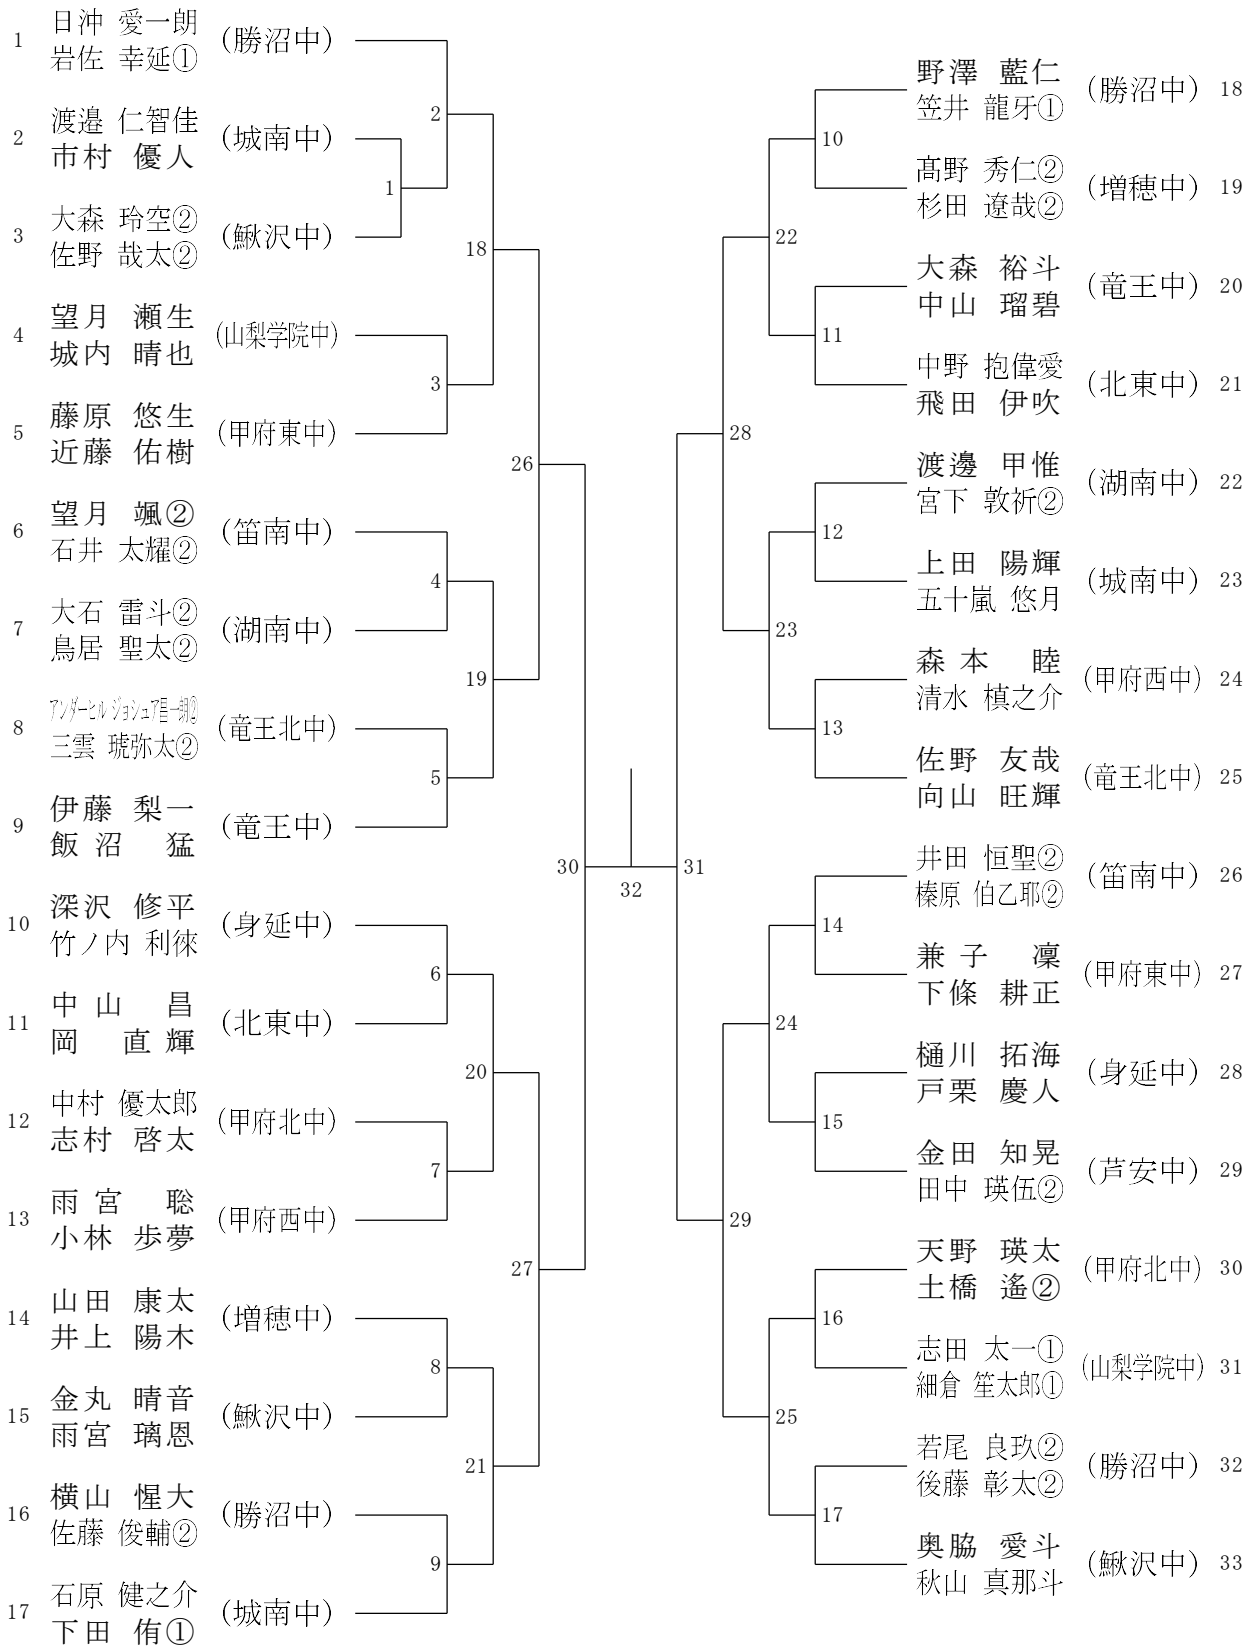 日沖 愛一朗
1 (勝沼中)
岩佐 幸延①
渡邉 仁智佳
2 (城南中)
市村 優人
大森 玲空②
3 (鰍沢中)
佐野 哉太②
望月 瀬生
4 (山梨学院中)
城内 晴也
藤原 悠生
5 (甲府東中)
近藤 佑樹
望月 颯②
6 (笛南中)
石井 太耀②
大石 雷斗②
7 (湖南中)
鳥居 聖太②
アンダーヒル ジョシュア昌一朗②
8 (竜王北中)
三雲 琥弥太②
伊藤 梨一
9 (竜王中)
飯沼 猛
深沢 修平
10 (身延中)
竹ノ内 利徠
中山 昌
11 (北東中)
岡 直輝
中村 優太郎
12 (甲府北中)
志村 啓太
雨宮 聡
13 (甲府西中)
小林 歩夢
山田 康太
14 (増穂中)
井上 陽木
金丸 晴音
15 (鰍沢中)
雨宮 璃恩
横山 惺大
16 (勝沼中)
佐藤 俊輔②
石原 健之介
17 (城南中)
下田 侑①
2
1
18
3
26
4
19
5
30
6
20
7
27
8
21
9
32
31
10
22
11
28
12
23
13
14
24
15
29
16
25
17
野澤 藍仁
(勝沼中) 18
笠井 龍牙①
髙野 秀仁②
(増穂中) 19
杉田 遼哉②
大森 裕斗
(竜王中) 20
中山 瑠碧
中野 抱偉愛
(北東中) 21
飛田 伊吹
渡邊 甲惟
(湖南中) 22
宮下 敦祈②
上田 陽輝
(城南中) 23
五十嵐 悠月
森本 睦
(甲府西中) 24
清水 槙之介
佐野 友哉
(竜王北中) 25
向山 旺輝
井田 恒聖②
(笛南中) 26
榛原 伯乙耶②
兼子 凜
(甲府東中) 27
下條 耕正
樋川 拓海
(身延中) 28
戸栗 慶人
金田 知晃
(芦安中) 29
田中 瑛伍②
天野 瑛太
(甲府北中) 30
土橋 遙②
志田 太一①
(山梨学院中) 31
細倉 笙太郎①
若尾 良玖②
(勝沼中) 32
後藤 彰太②
奥脇 愛斗
(鰍沢中) 33
秋山 真那斗